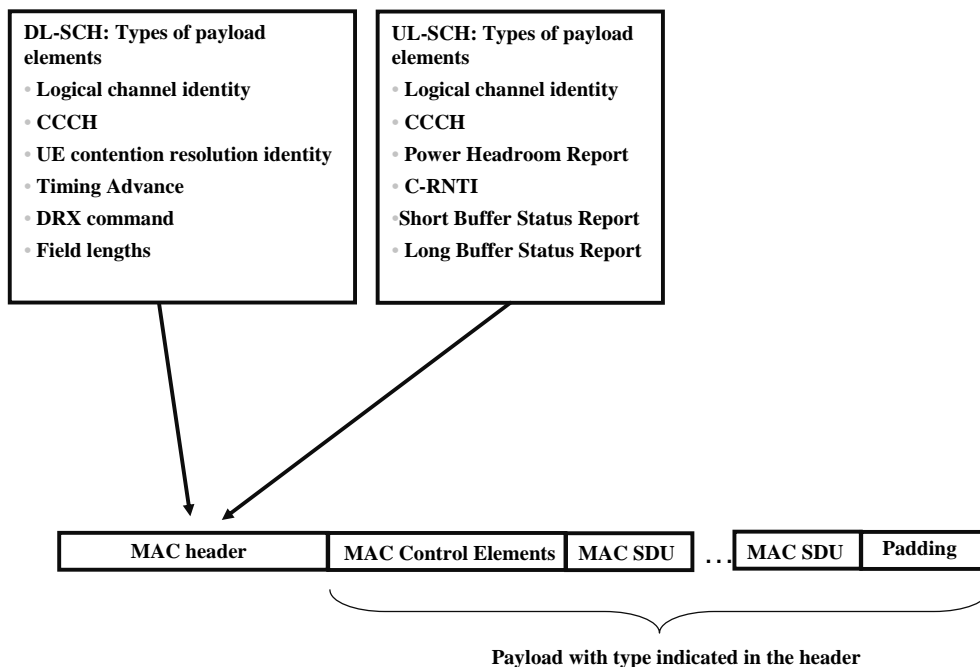 DL-SCH: Types of payload
elements
• Logical channel identity
• CCCH
• UE contention resolution identity
• Timing Advance
• DRX command
• Field lengths
UL-SCH: Types of payload
elements
• Logical channel identity
• CCCH
• Power Headroom Report
• C-RNTI
•Short Buffer Status Report
• Long Buffer Status Report
MAC header
MAC Control Elements
MAC SDU
...
MAC SDU
Padding
Payload with type indicated in the header